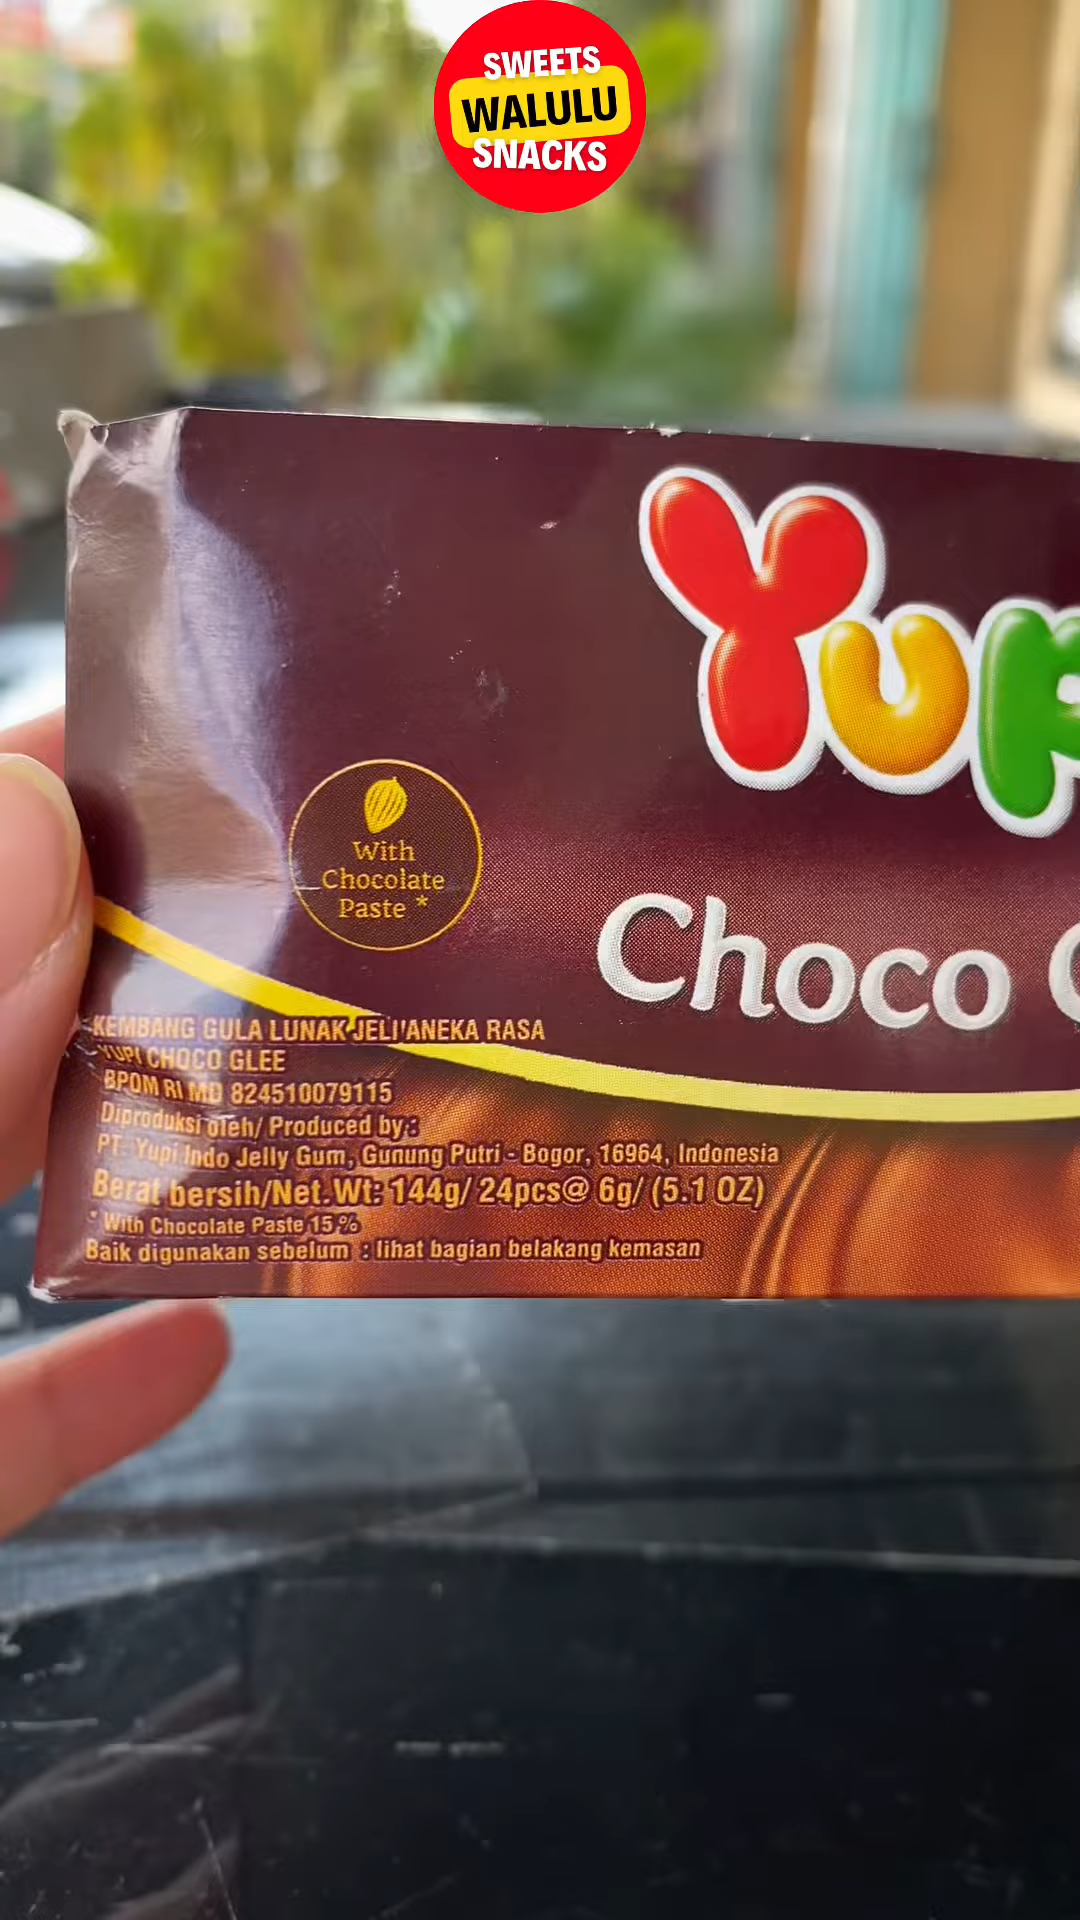 SWEETS
WALULU
SNACKS
Yup
With
Chocolate
Paste *
Choco
KEMBANG GULA LUNAK JELI ANEKA RASA
YUPI CHOCO GLEE
BPOM RI MD 824510079115
Diproduksi oleh/ Produced by :
PT. Yupi Indo Jelly Gum, Gunung Putri - Bogor, 16964, Indonesia
Berat bersih/Net.Wt: 144g/ 24pcs@ 6g/ (5.1 OZ)
* With Chocolate Paste 15 %
Baik digunakan sebelum : lihat bagian belakang kemasan